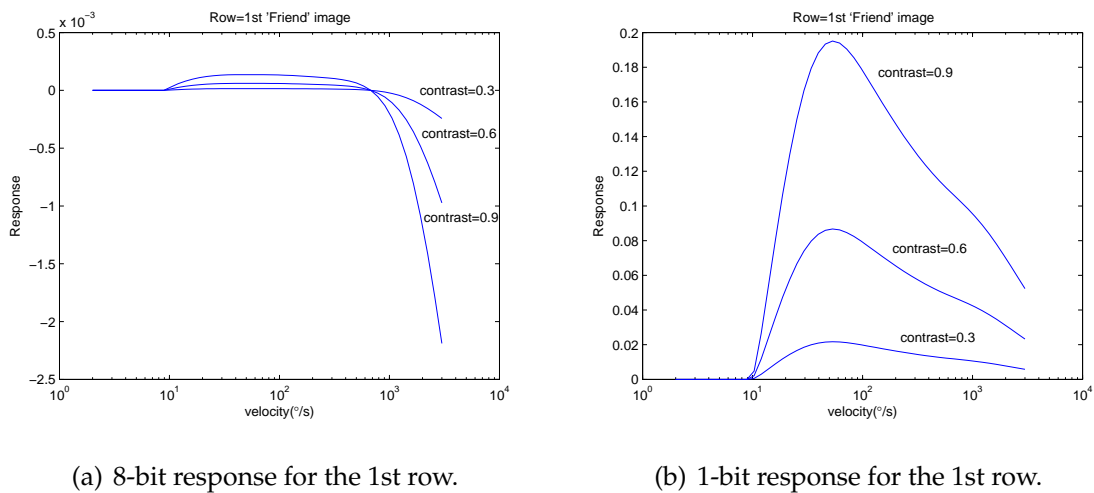 Row=1st 'Friend' image
x 10⁻³
0.5
0
−0.5
−1
−1.5
−2
−2.5
Response
contrast=0.3
contrast=0.6
contrast=0.9
10⁰ 10¹ 10² 10³ 10⁴
velocity(°/s)
(a) 8-bit response for the 1st row.
Row=1st ‘Friend’ image
0.2
0.18
0.16
0.14
0.12
0.1
0.08
0.06
0.04
0.02
0
Response
contrast=0.9
contrast=0.6
contrast=0.3
10⁰ 10¹ 10² 10³ 10⁴
velocity(°/s)
(b) 1-bit response for the 1st row.